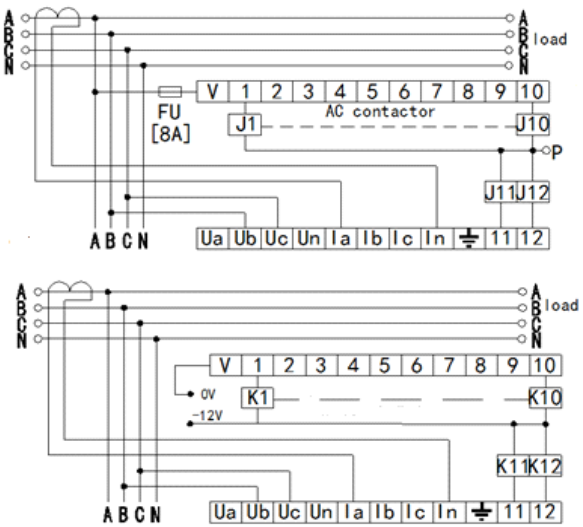 A A
B B load
C C
N N
V 1 2 3 4 5 6 7 8 9 10
FU
[8A]
AC contactor
J1 J10
P
J11 J12
A B C N
Ua Ub Uc Un Ia Ib Ic In 11 12
A A
B B load
C C
N N
V 1 2 3 4 5 6 7 8 9 10
0V
K1 K10
-12V
K11 K12
A B C N
Ua Ub Uc Un Ia Ib Ic In 11 12